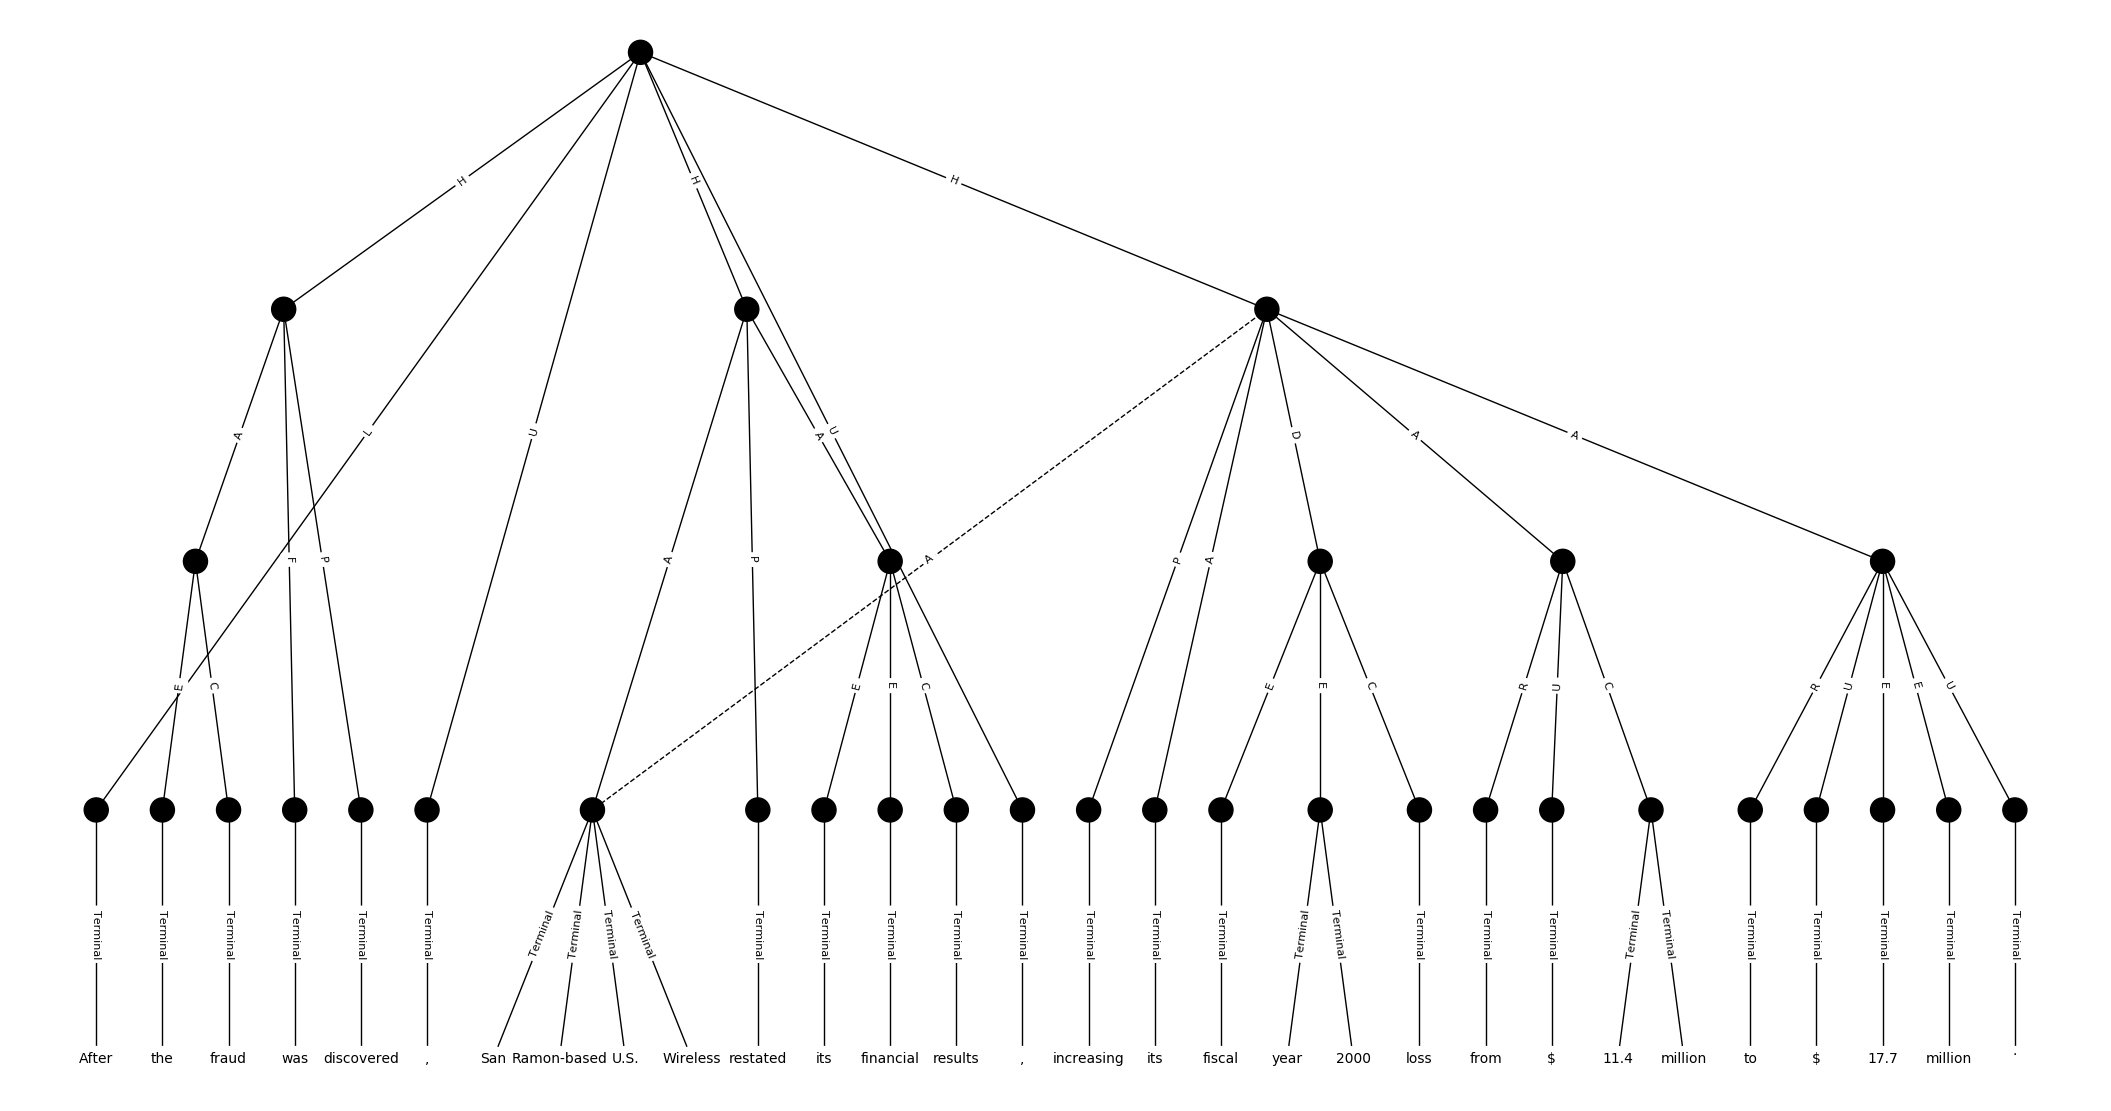 H H H
A L U A U D A A
F P A P A P A
E C E E C E E C R U C R U E E U
Terminal Terminal Terminal Terminal Terminal Terminal Terminal Terminal Terminal Terminal Terminal Terminal Terminal Terminal Terminal Terminal Terminal Terminal Terminal Terminal Terminal Terminal Terminal Terminal Terminal Terminal Terminal Terminal Terminal Terminal
After the fraud was discovered , San Ramon-based U.S. Wireless restated its financial results , increasing its fiscal year 2000 loss from $ 11.4 million to $ 17.7 million .